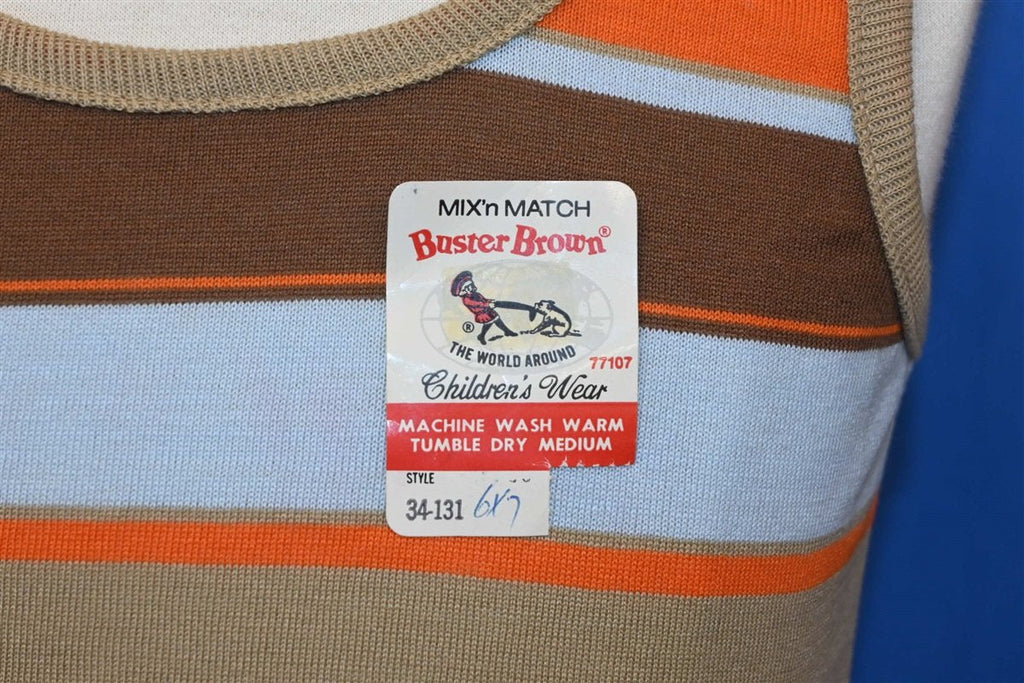 MIX'n MATCH
Buster Brown®
®
THE WORLD AROUND
77107
Children's Wear
MACHINE WASH WARM
TUMBLE DRY MEDIUM
STYLE
34-131 6X7